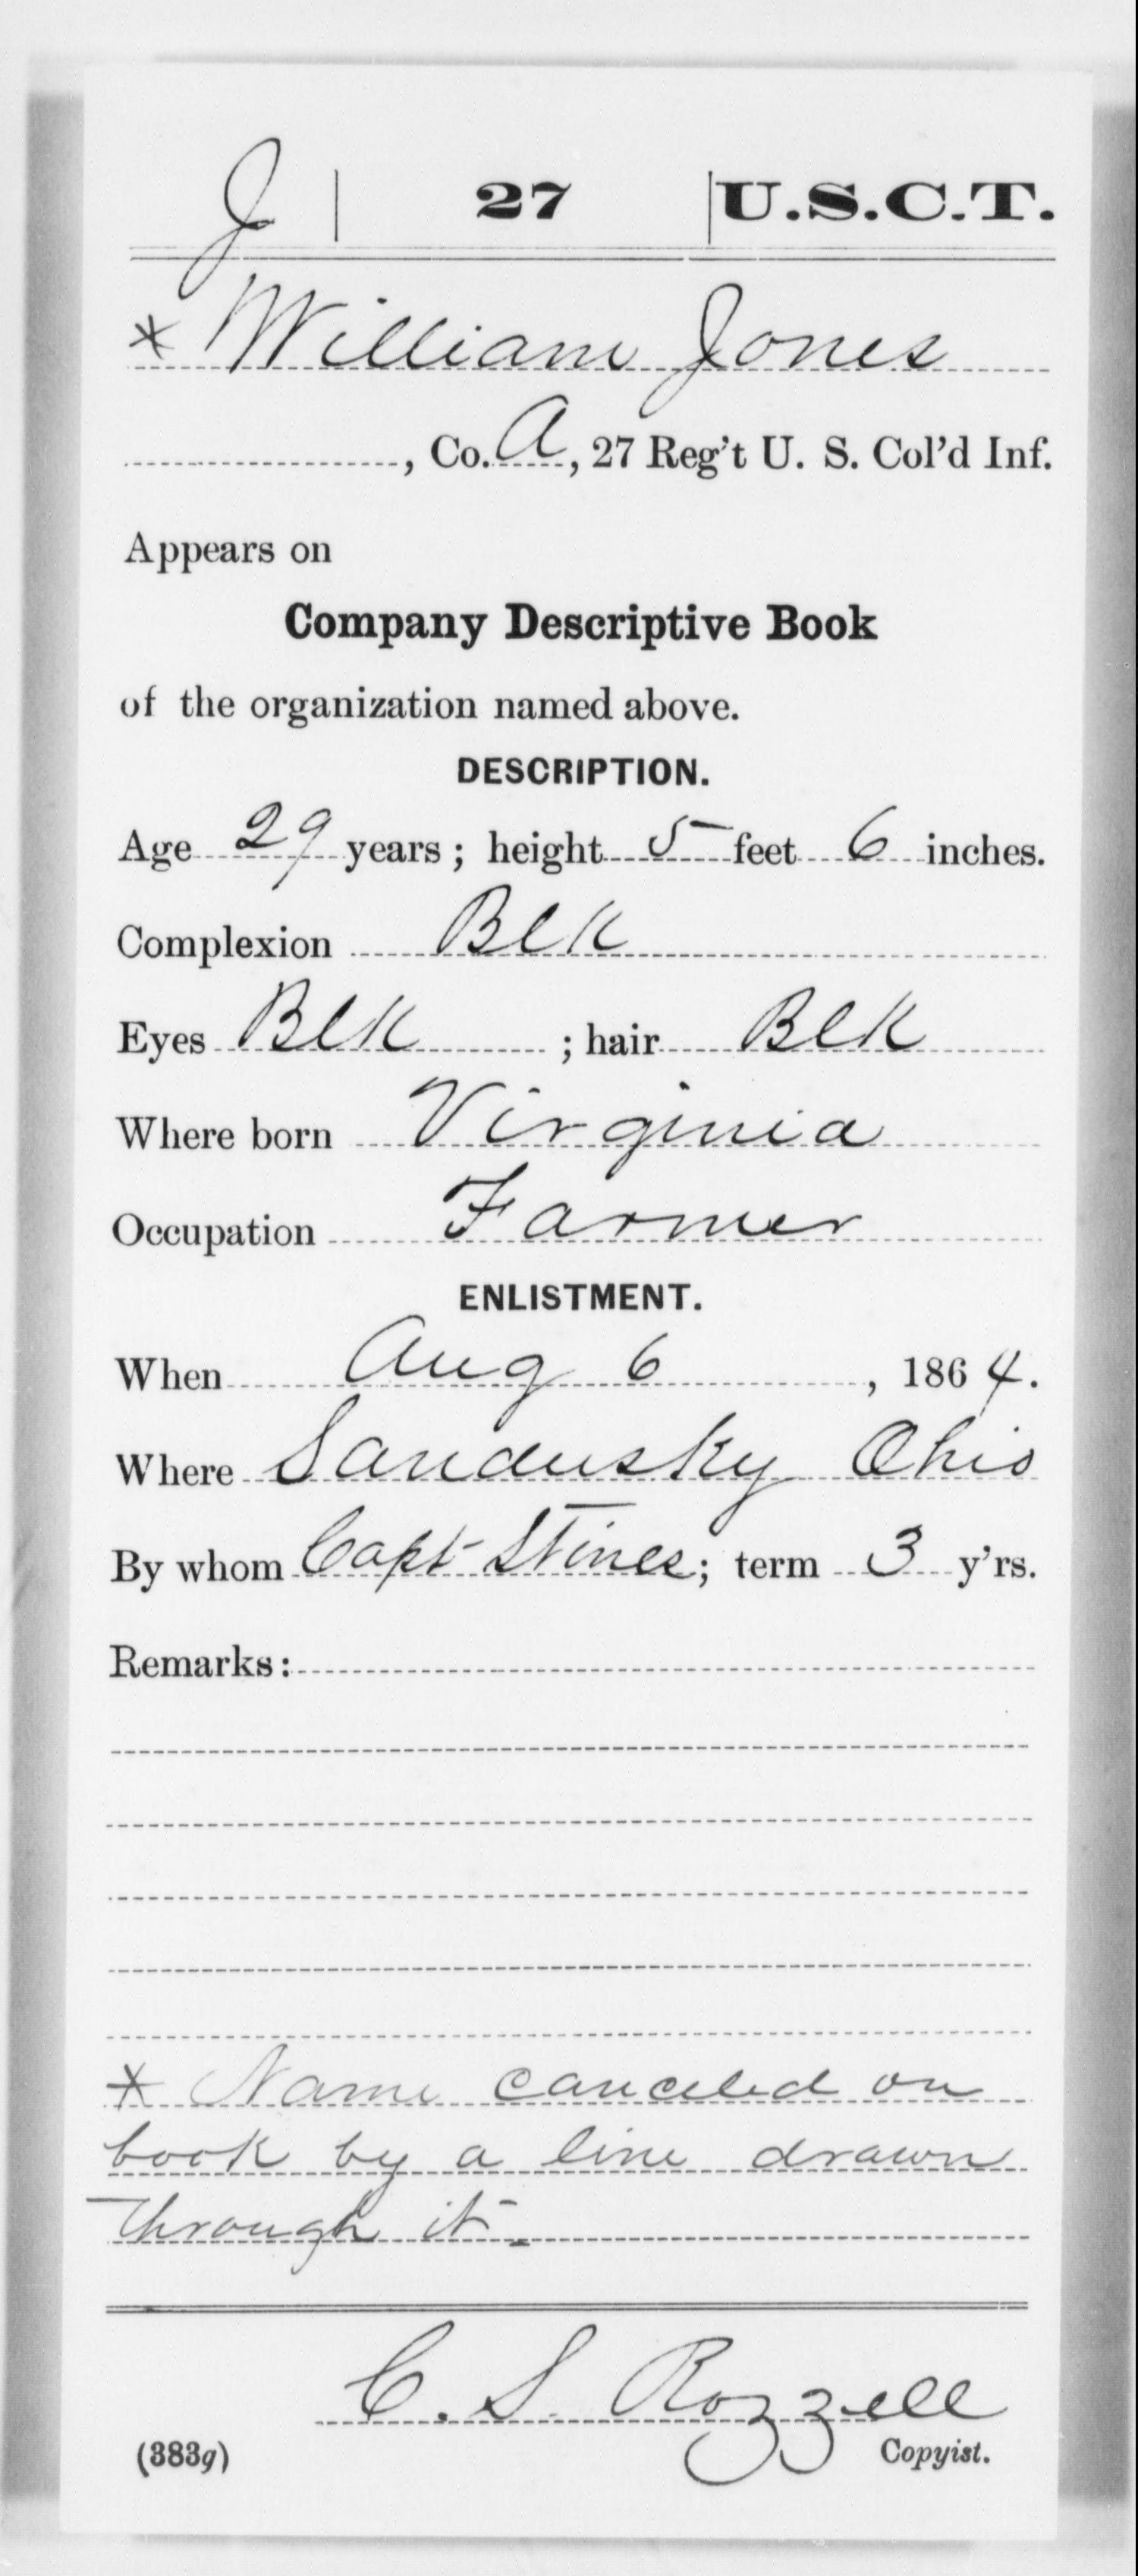 J | 27 | U.S.C.T.
* William Jones
, Co. A, 27 Reg't U. S. Col'd Inf.
Appears on
Company Descriptive Book
of the organization named above.
DESCRIPTION.
Age 29 years; height 5 feet 6 inches.
Complexion Blk
Eyes Blk ; hair Blk
Where born Virginia
Occupation Farmer
ENLISTMENT.
When Aug 6, 1864.
Where Sandusky Ohio
By whom Capt Stines; term 3 y'rs.
Remarks:
* Name canceled on
book by a line drawn
through it.
C. S. Rozzell
(383g) Copyist.